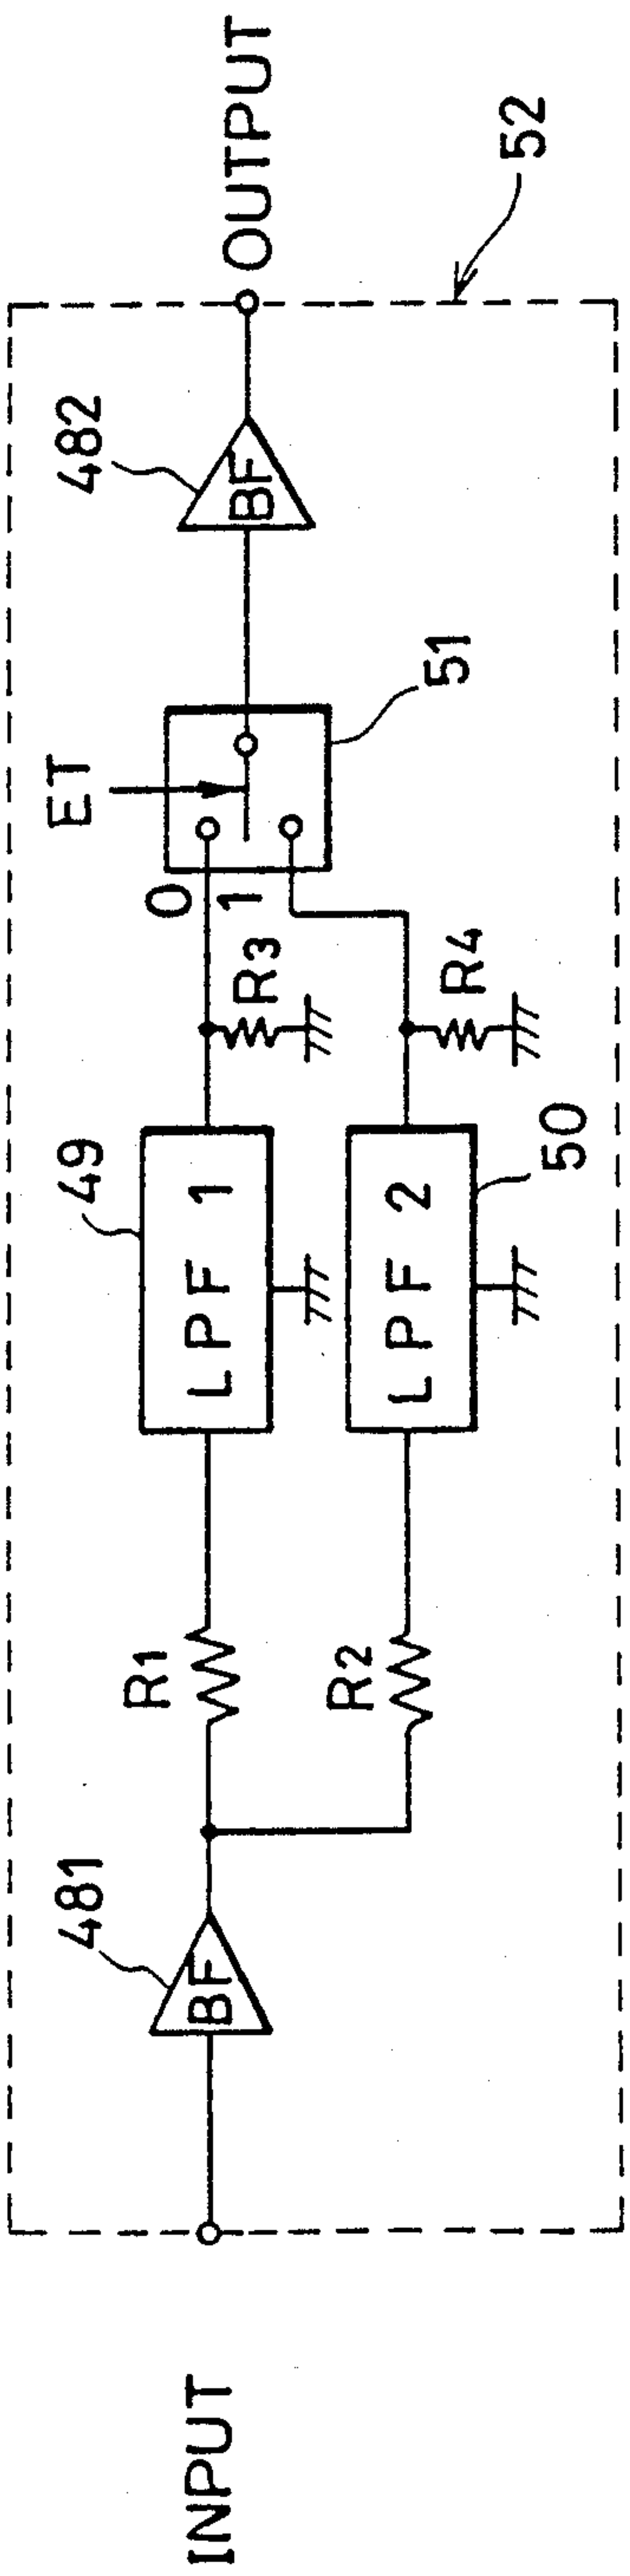 INPUT
481
BF
R1
R2
49
LPF 1
LPF 2
50
R3
R4
0
1
ET
51
482
BF
OUTPUT
52